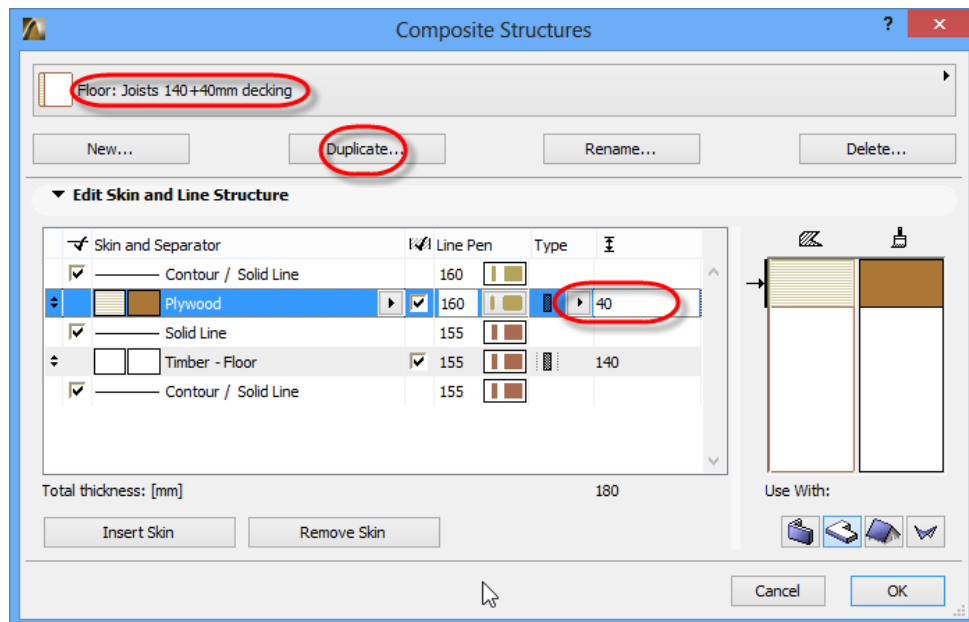 Composite Structures
?
×
Floor: Joists 140+40mm decking
New...
Duplicate...
Rename...
Delete...
Edit Skin and Line Structure
Skin and Separator
Line Pen
Type
Contour / Solid Line
160
Plywood
160
40
Solid Line
155
Timber - Floor
155
140
Contour / Solid Line
155
Total thickness: [mm]
180
Use With:
Insert Skin
Remove Skin
Cancel
OK